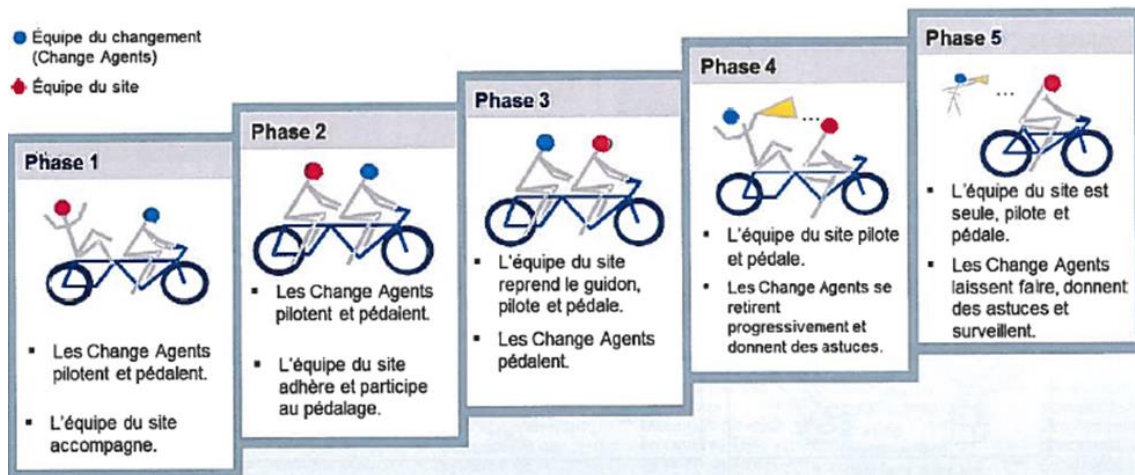 Équipe du changement
(Change Agents)
Équipe du site
Phase 1
▪ Les Change Agents
pilotent et pédalent.
▪ L'équipe du site
accompagne.
Phase 2
▪ Les Change Agents
pilotent et pédalent.
▪ L'équipe du site
adhère et participe
au pédalage.
Phase 3
▪ L'équipe du site
reprend le guidon,
pilote et pédale.
▪ Les Change Agents
pédalent.
Phase 4
...
▪ L'équipe du site pilote
et pédale.
▪ Les Change Agents se
retirent
progressivement et
donnent des astuces.
Phase 5
...
▪ L'équipe du site est
seule, pilote et
pédale.
▪ Les Change Agents
laissent faire, donnent
des astuces et
surveillent.